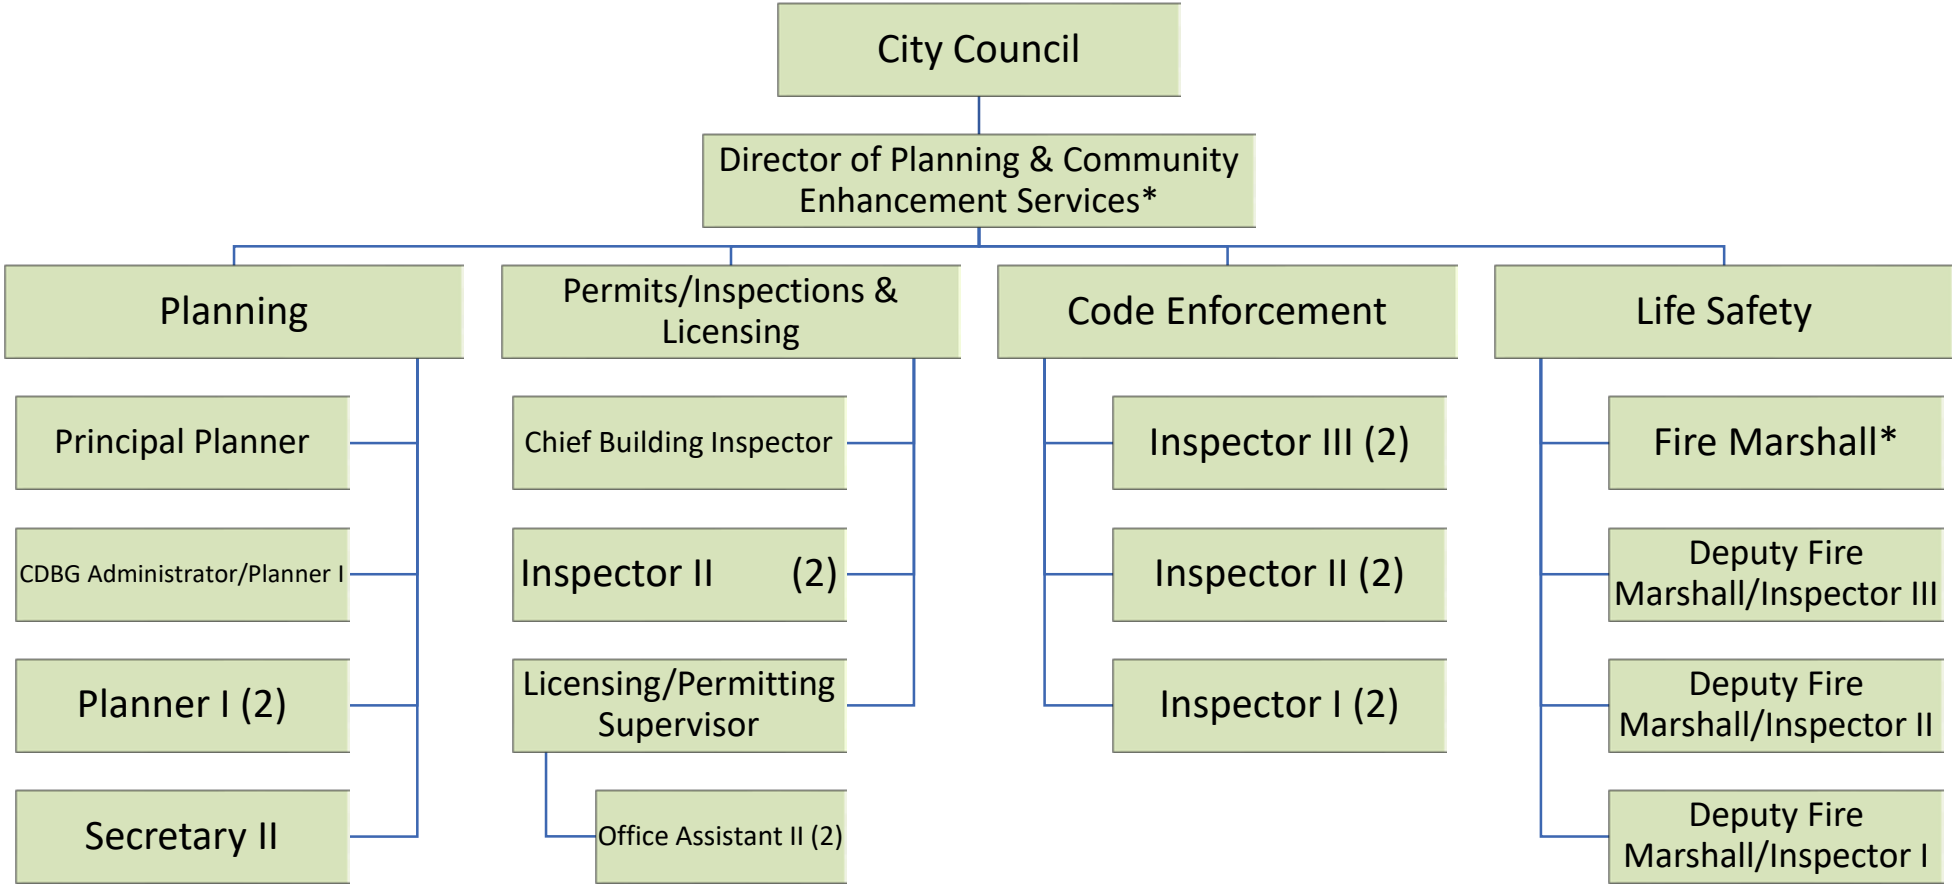 City Council
Director of Planning & Community
Enhancement Services*
Planning
Permits/Inspections &
Licensing
Code Enforcement
Life Safety
Principal Planner
CDBG Administrator/Planner I
Planner I (2)
Secretary II
Chief Building Inspector
Inspector II (2)
Licensing/Permitting
Supervisor
Office Assistant II (2)
Inspector III (2)
Inspector II (2)
Inspector I (2)
Fire Marshall*
Deputy Fire
Marshall/Inspector III
Deputy Fire
Marshall/Inspector II
Deputy Fire
Marshall/Inspector I